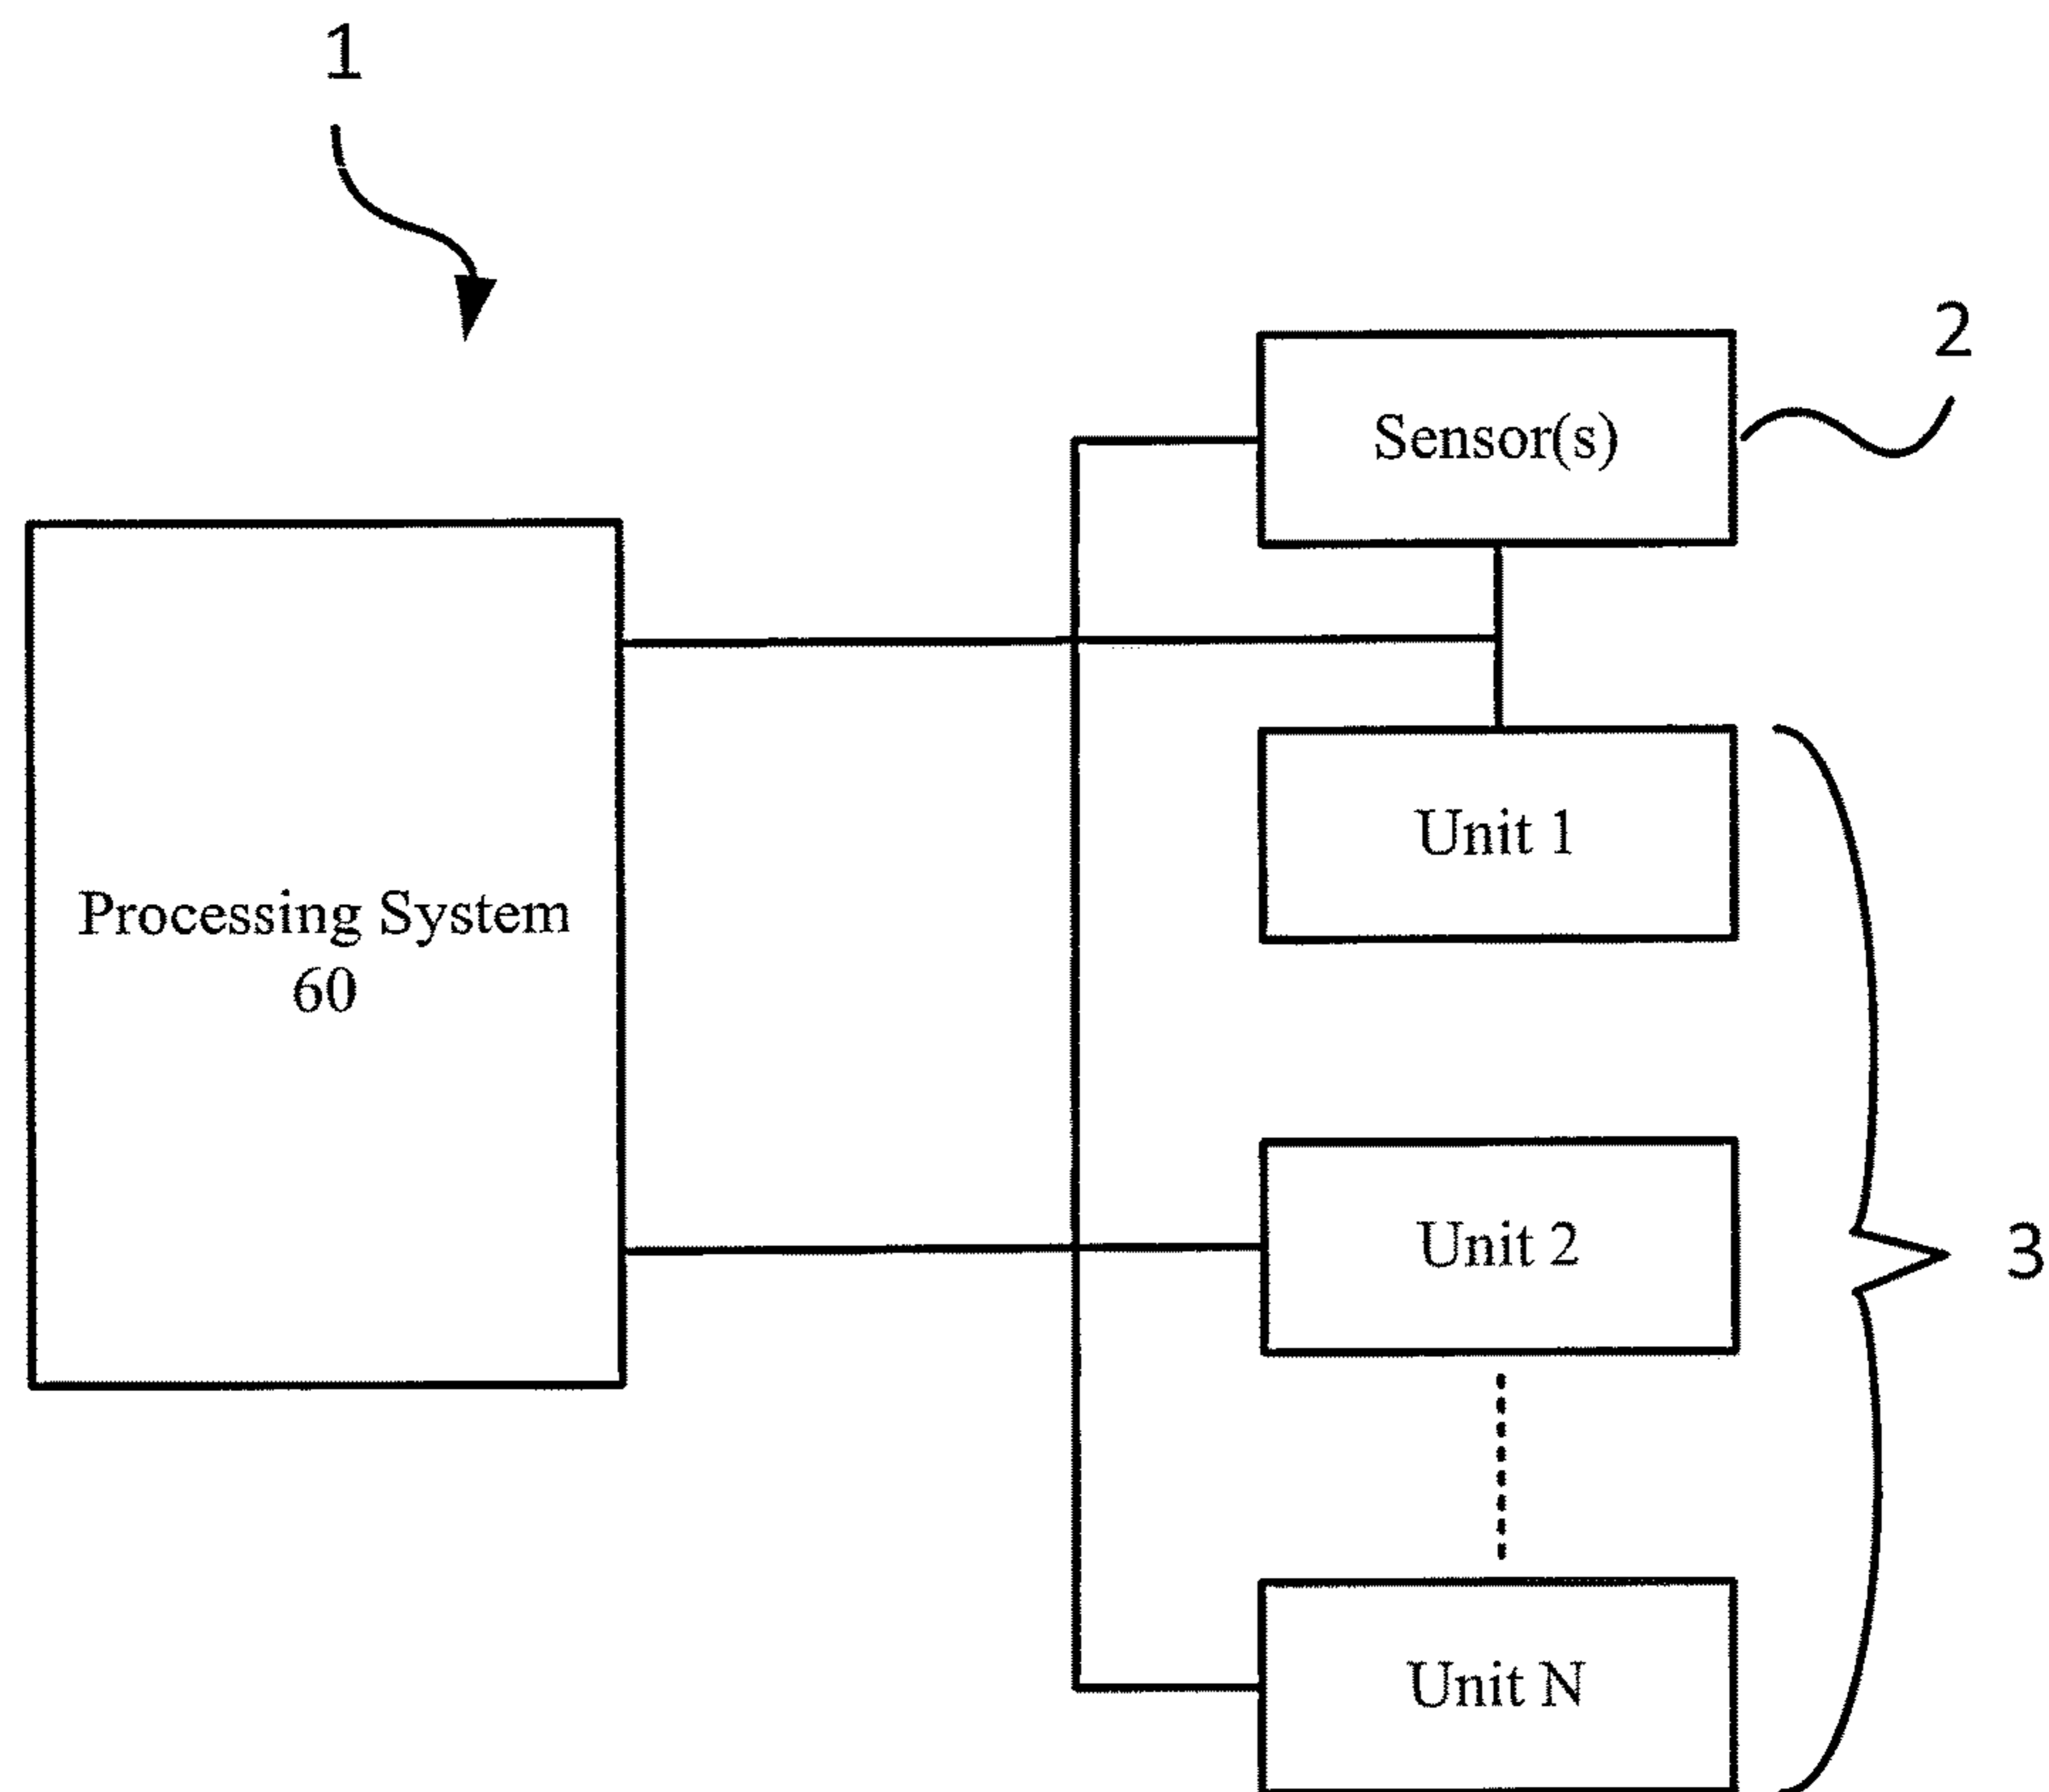 1
2
Sensor(s)
Unit 1
Processing System
60
Unit 2
3
Unit N